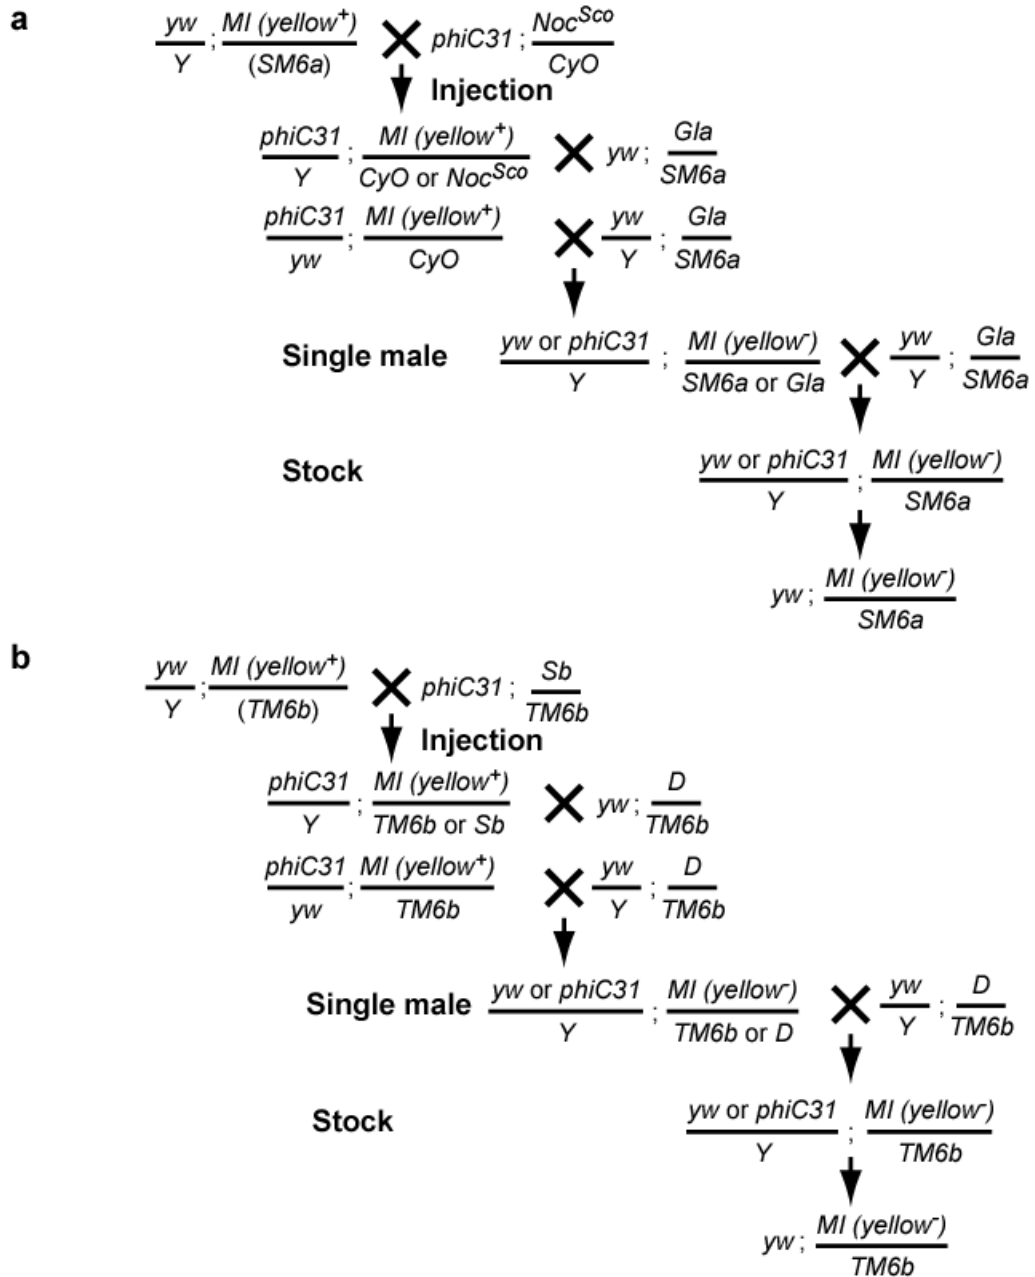 a
yw MI (yellow+) phiC31 ; NocSco
Y ; (SM6a) CyO
Injection
phiC31 MI (yellow+) Gla
Y ; CyO or NocSco yw ; SM6a
phiC31 MI (yellow+) yw Gla
yw ; CyO Y ; SM6a
Single male yw or phiC31 MI (yellow-) yw Gla
Y ; SM6a or Gla Y ; SM6a
Stock yw or phiC31 MI (yellow-)
Y ; SM6a
yw ; MI (yellow-)
SM6a
b
yw MI (yellow+) phiC31 ; Sb
Y ; (TM6b) TM6b
Injection
phiC31 MI (yellow+) D
Y ; TM6b or Sb yw ; TM6b
phiC31 MI (yellow+) yw D
yw ; TM6b Y ; TM6b
Single male yw or phiC31 MI (yellow-) yw D
Y ; TM6b or D Y ; TM6b
Stock yw or phiC31 MI (yellow-)
Y ; TM6b
yw ; MI (yellow-)
TM6b